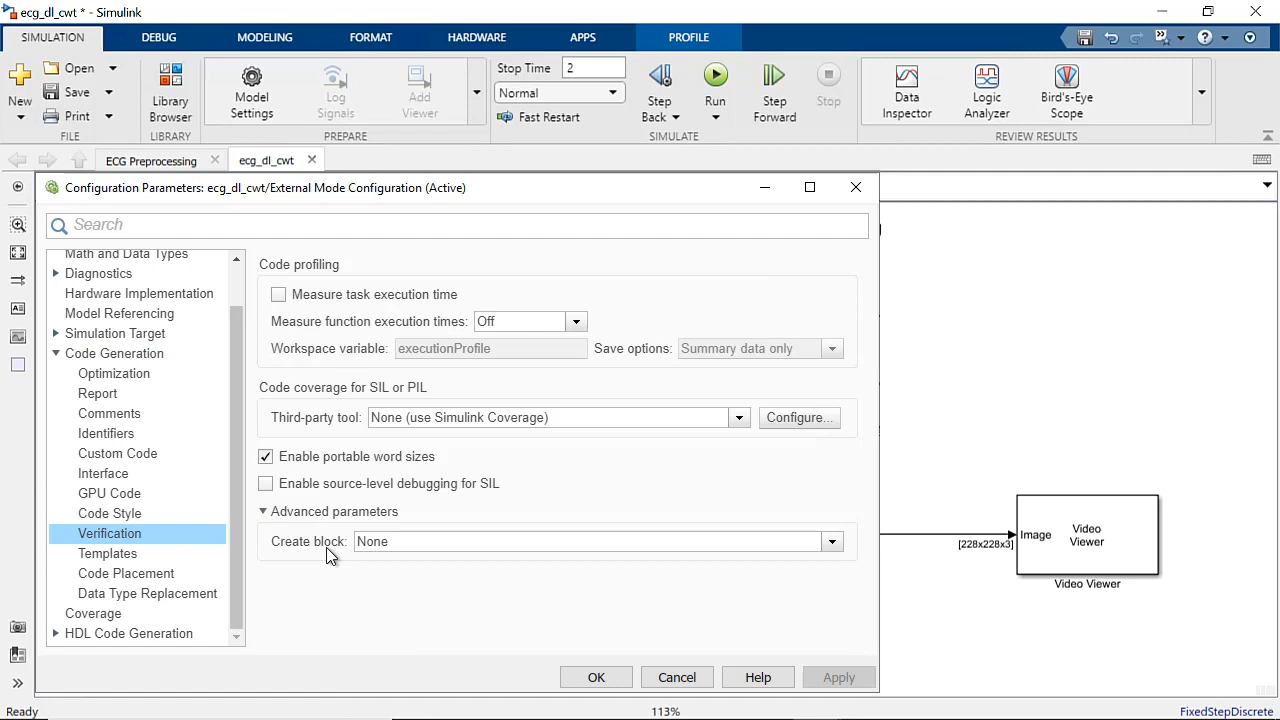 ecg_dl_cwt * - Simulink
SIMULATION DEBUG MODELING FORMAT HARDWARE APPS PROFILE
New
Open
Save
Print
FILE
Library Browser
LIBRARY
Model Settings
Log Signals
Add Viewer
PREPARE
Stop Time 2
Normal
Fast Restart
Step Back
Run
Step Forward
Stop
SIMULATE
Data Inspector
Logic Analyzer
Bird's-Eye Scope
REVIEW RESULTS
ECG Preprocessing
ecg_dl_cwt
Configuration Parameters: ecg_dl_cwt/External Mode Configuration (Active)
Search
Math and Data Types
Diagnostics
Hardware Implementation
Model Referencing
Simulation Target
Code Generation
Optimization
Report
Comments
Identifiers
Custom Code
Interface
GPU Code
Code Style
Verification
Templates
Code Placement
Data Type Replacement
Coverage
HDL Code Generation
Code profiling
Measure task execution time
Measure function execution times: Off
Workspace variable: executionProfile Save options: Summary data only
Code coverage for SIL or PIL
Third-party tool: None (use Simulink Coverage) Configure...
Enable portable word sizes
Enable source-level debugging for SIL
Advanced parameters
Create block: None
OK Cancel Help Apply
[228x228x3]
Image
Video
Viewer
Video Viewer
Ready 113% FixedStepDiscrete